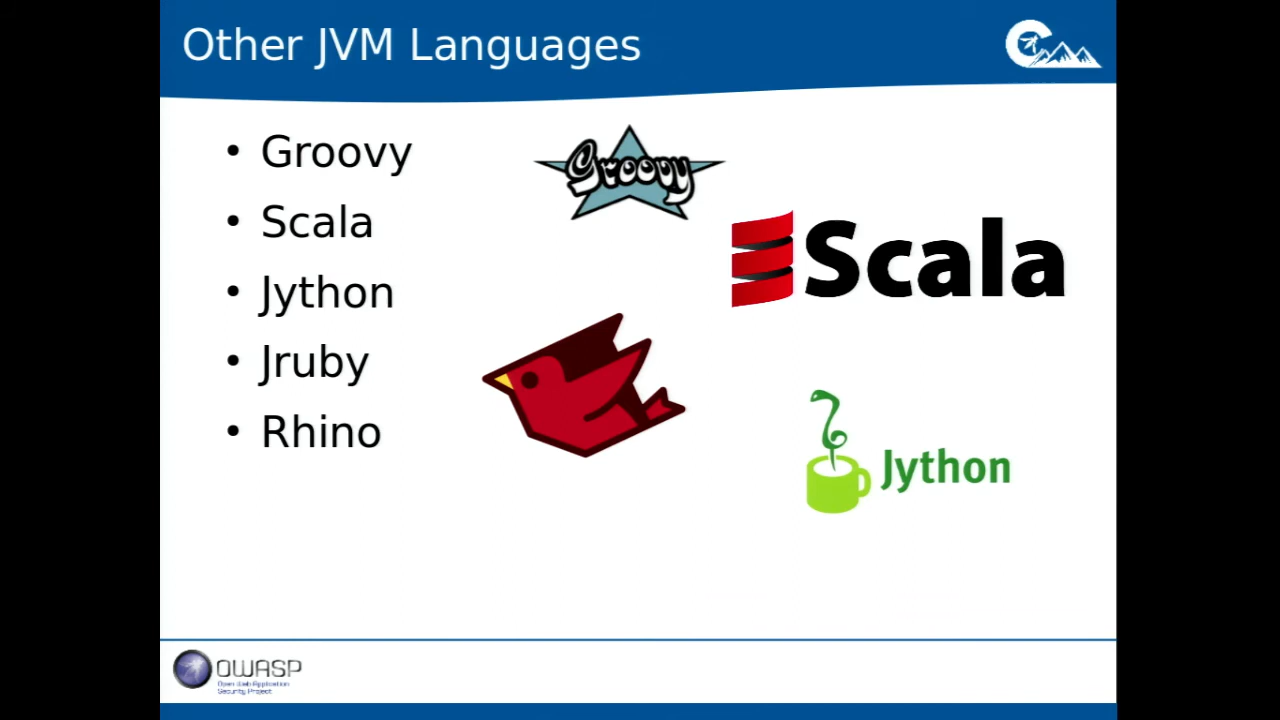 Other JVM Languages
• Groovy
• Scala
• Jython
• Jruby
• Rhino
Groovy
Scala
Jython
OWASP
Open Web Application
Security Project